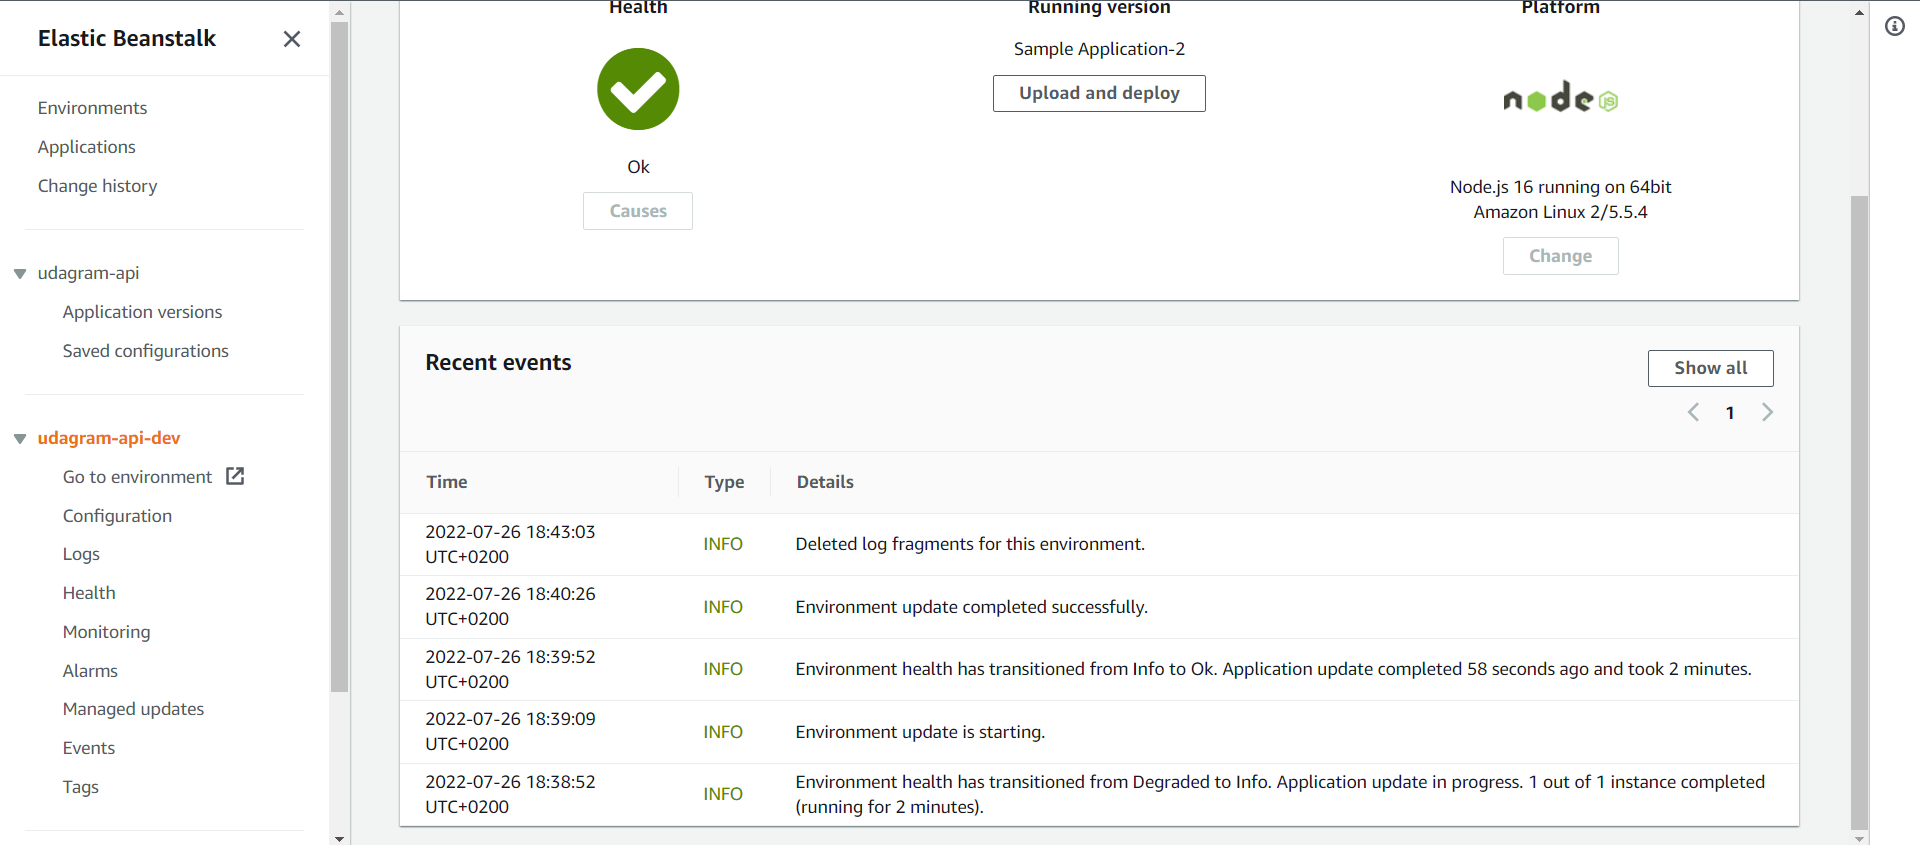 Elastic Beanstalk
Environments
Applications
Change history
udagram-api
Application versions
Saved configurations
udagram-api-dev
Go to environment
Configuration
Logs
Health
Monitoring
Alarms
Managed updates
Events
Tags
Health
Ok
Causes
Running version
Sample Application-2
Upload and deploy
Platform
node JS
Node.js 16 running on 64bit
Amazon Linux 2/5.5.4
Change
Recent events
Show all
1
Time Type Details
2022-07-26 18:43:03
UTC+0200
INFO
Deleted log fragments for this environment.
2022-07-26 18:40:26
UTC+0200
INFO
Environment update completed successfully.
2022-07-26 18:39:52
UTC+0200
INFO
Environment health has transitioned from Info to Ok. Application update completed 58 seconds ago and took 2 minutes.
2022-07-26 18:39:09
UTC+0200
INFO
Environment update is starting.
2022-07-26 18:38:52
UTC+0200
INFO
Environment health has transitioned from Degraded to Info. Application update in progress. 1 out of 1 instance completed
(running for 2 minutes).